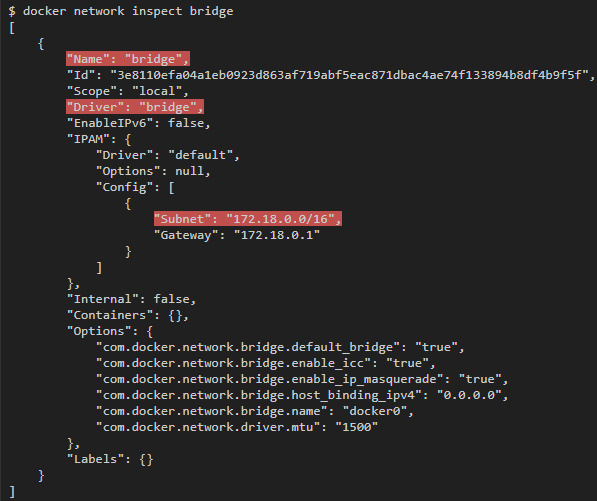 $ docker network inspect bridge
[
    {
        "Name": "bridge",
        "Id": "3e8110efa04a1eb0923d863af719abf5eac871dbac4ae74f133894b8df4b9f5f",
        "Scope": "local",
        "Driver": "bridge",
        "EnableIPv6": false,
        "IPAM": {
            "Driver": "default",
            "Options": null,
            "Config": [
                {
                    "Subnet": "172.18.0.0/16",
                    "Gateway": "172.18.0.1"
                }
            ]
        },
        "Internal": false,
        "Containers": {},
        "Options": {
            "com.docker.network.bridge.default_bridge": "true",
            "com.docker.network.bridge.enable_icc": "true",
            "com.docker.network.bridge.enable_ip_masquerade": "true",
            "com.docker.network.bridge.host_binding_ipv4": "0.0.0.0",
            "com.docker.network.bridge.name": "docker0",
            "com.docker.network.driver.mtu": "1500"
        },
        "Labels": {}
    }
]